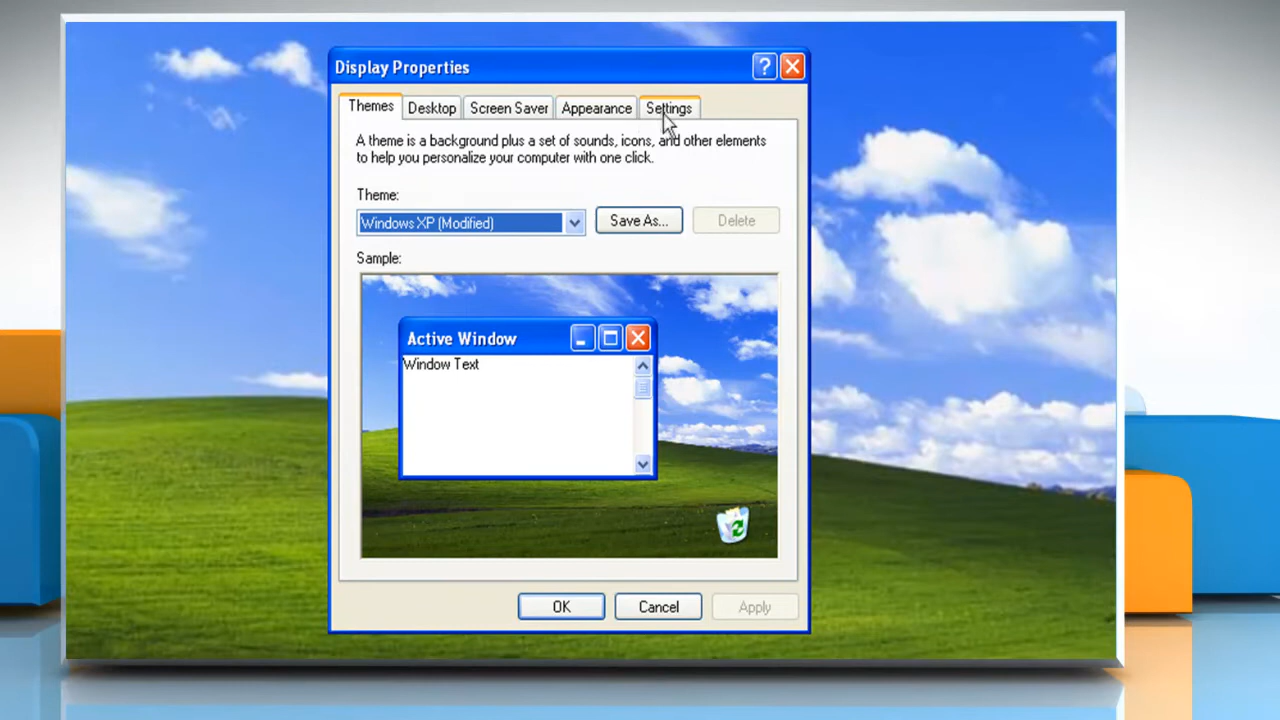 Display Properties
?
Themes Desktop Screen Saver Appearance Settings
A theme is a background plus a set of sounds, icons, and other elements
to help you personalize your computer with one click.
Theme:
Windows XP (Modified) Save As... Delete
Sample:
Active Window
Window Text
OK Cancel Apply